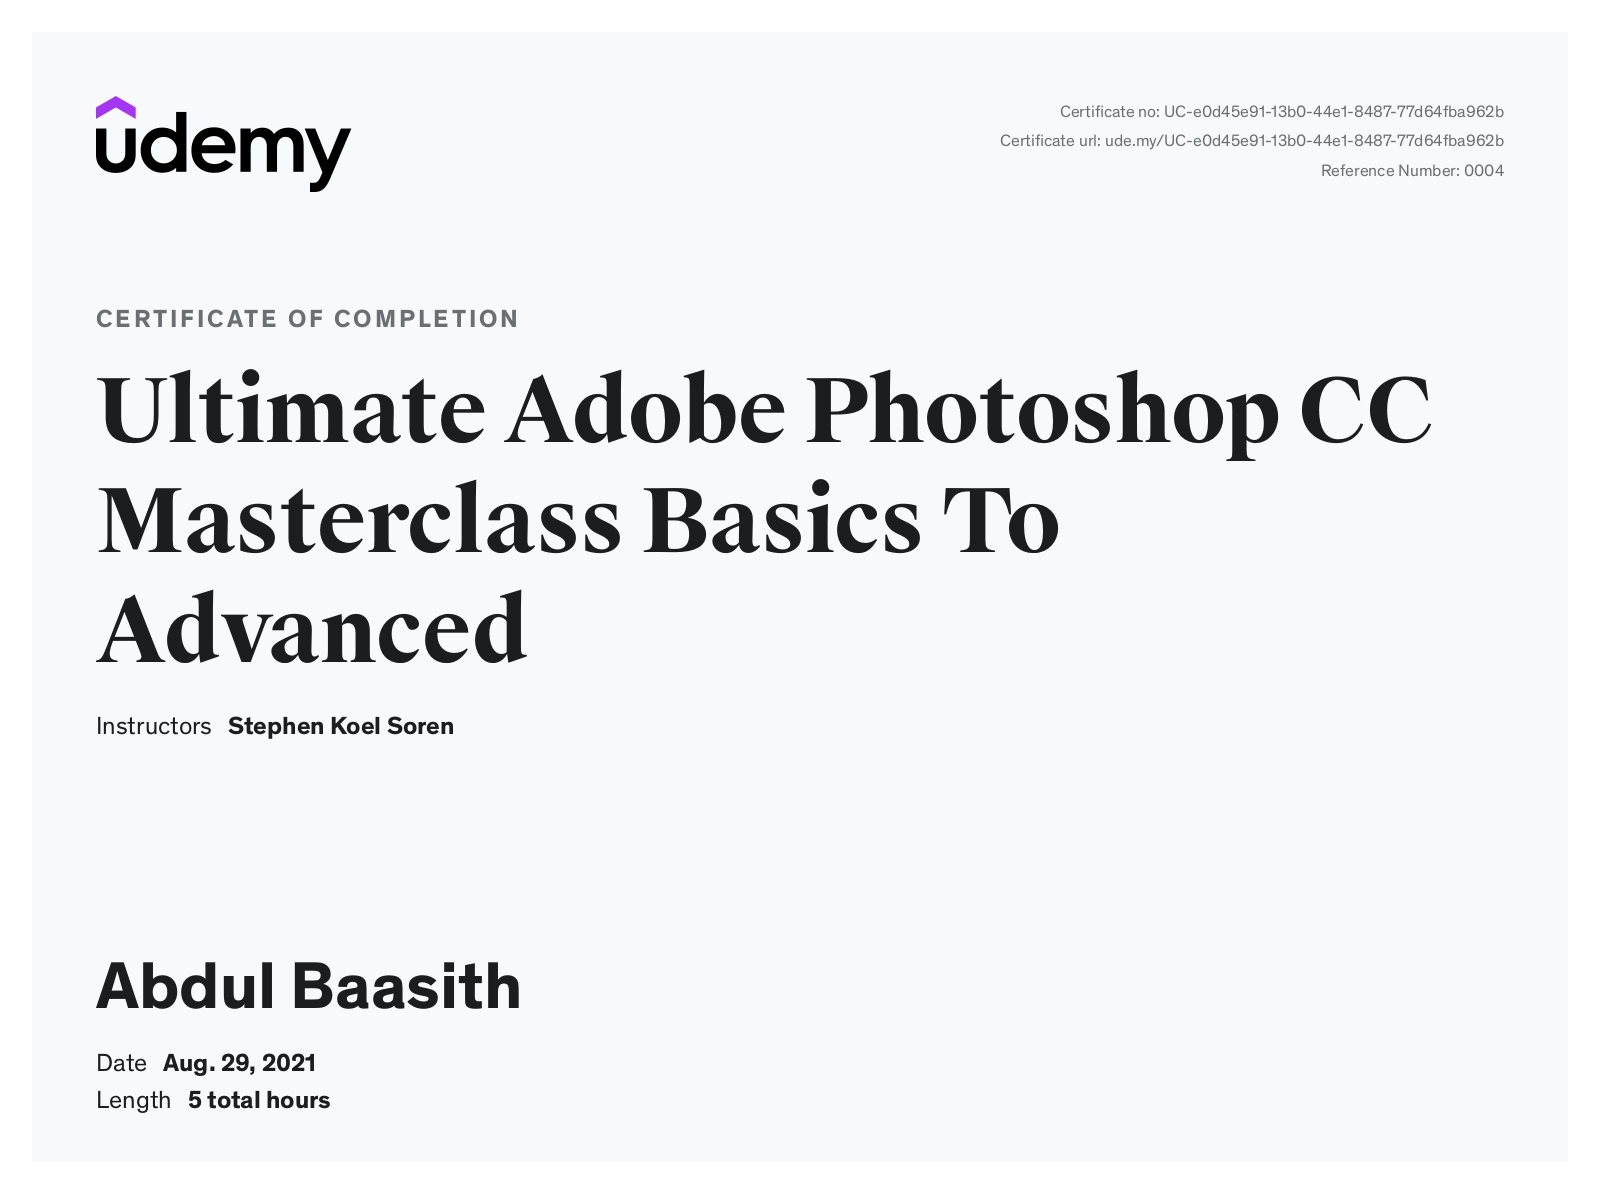 udemy
Certificate no: UC-e0d45e91-13b0-44e1-8487-77d64fba962b
Certificate url: ude.my/UC-e0d45e91-13b0-44e1-8487-77d64fba962b
Reference Number: 0004
CERTIFICATE OF COMPLETION
Ultimate Adobe Photoshop CC
Masterclass Basics To
Advanced
Instructors Stephen Koel Soren
Abdul Baasith
Date Aug. 29, 2021
Length 5 total hours